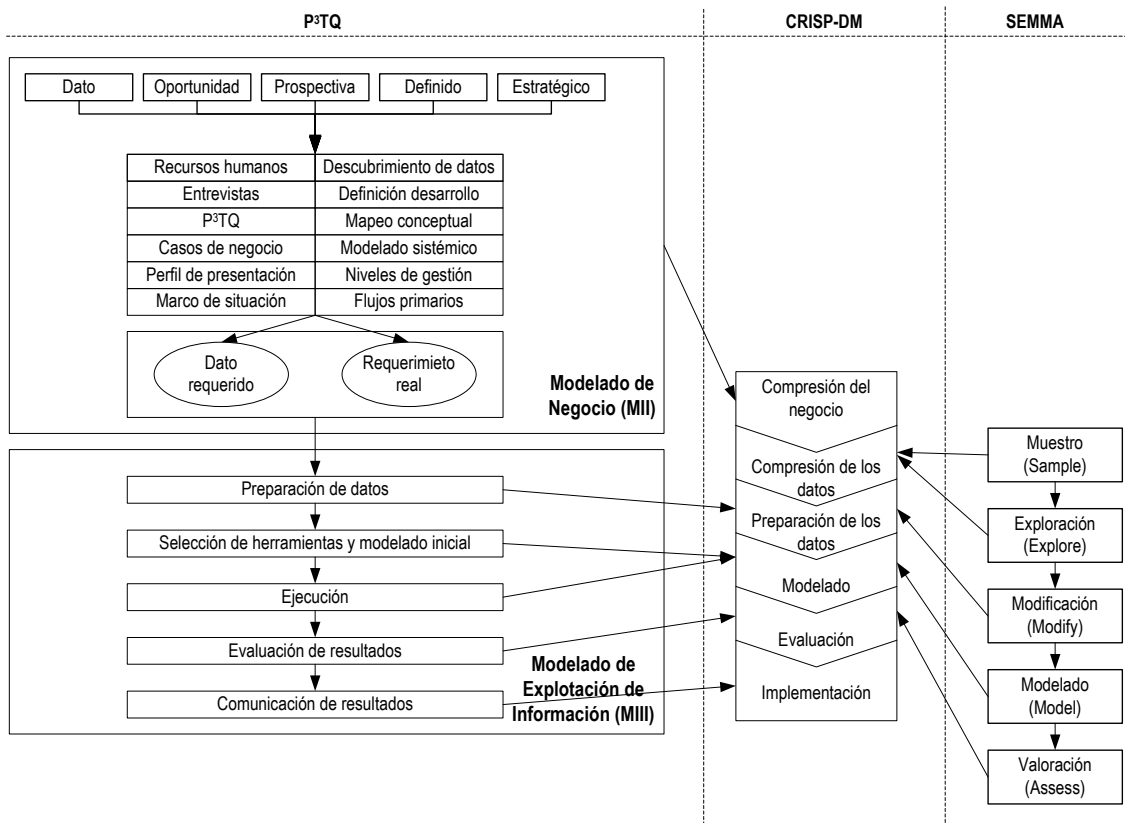 P³TQ
CRISP-DM
SEMMA
Dato
Oportunidad
Prospectiva
Definido
Estratégico
Recursos humanos
Descubrimiento de datos
Entrevistas
Definición desarrollo
P³TQ
Mapeo conceptual
Casos de negocio
Modelado sistémico
Perfil de presentación
Niveles de gestión
Marco de situación
Flujos primarios
Dato
requerido
Requerimieto
real
Modelado de
Negocio (MII)
Preparación de datos
Selección de herramientas y modelado inicial
Ejecución
Evaluación de resultados
Comunicación de resultados
Modelado de
Explotación de
Información (MIII)
Compresión del
negocio
Compresión de los
datos
Preparación de los
datos
Modelado
Evaluación
Implementación
Muestro
(Sample)
Exploración
(Explore)
Modificación
(Modify)
Modelado
(Model)
Valoración
(Assess)